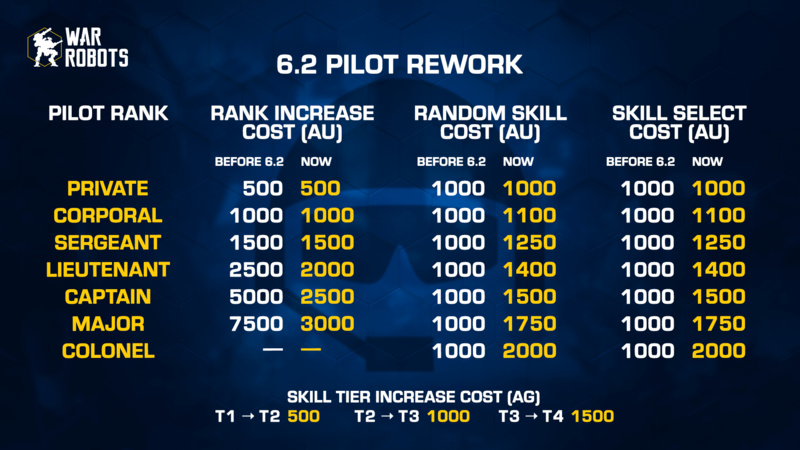 WAR
ROBOTS
6.2 PILOT REWORK
PILOT RANK RANK INCREASE COST (AU) RANDOM SKILL COST (AU) SKILL SELECT COST (AU)
BEFORE 6.2 NOW BEFORE 6.2 NOW BEFORE 6.2 NOW
PRIVATE 500 500 1000 1000 1000 1000
CORPORAL 1000 1000 1000 1100 1000 1100
SERGEANT 1500 1500 1000 1250 1000 1250
LIEUTENANT 2500 2000 1000 1400 1000 1400
CAPTAIN 5000 2500 1000 1500 1000 1500
MAJOR 7500 3000 1000 1750 1000 1750
COLONEL — — 1000 2000 1000 2000
SKILL TIER INCREASE COST (AG)
T1 → T2 500 T2 → T3 1000 T3 → T4 1500